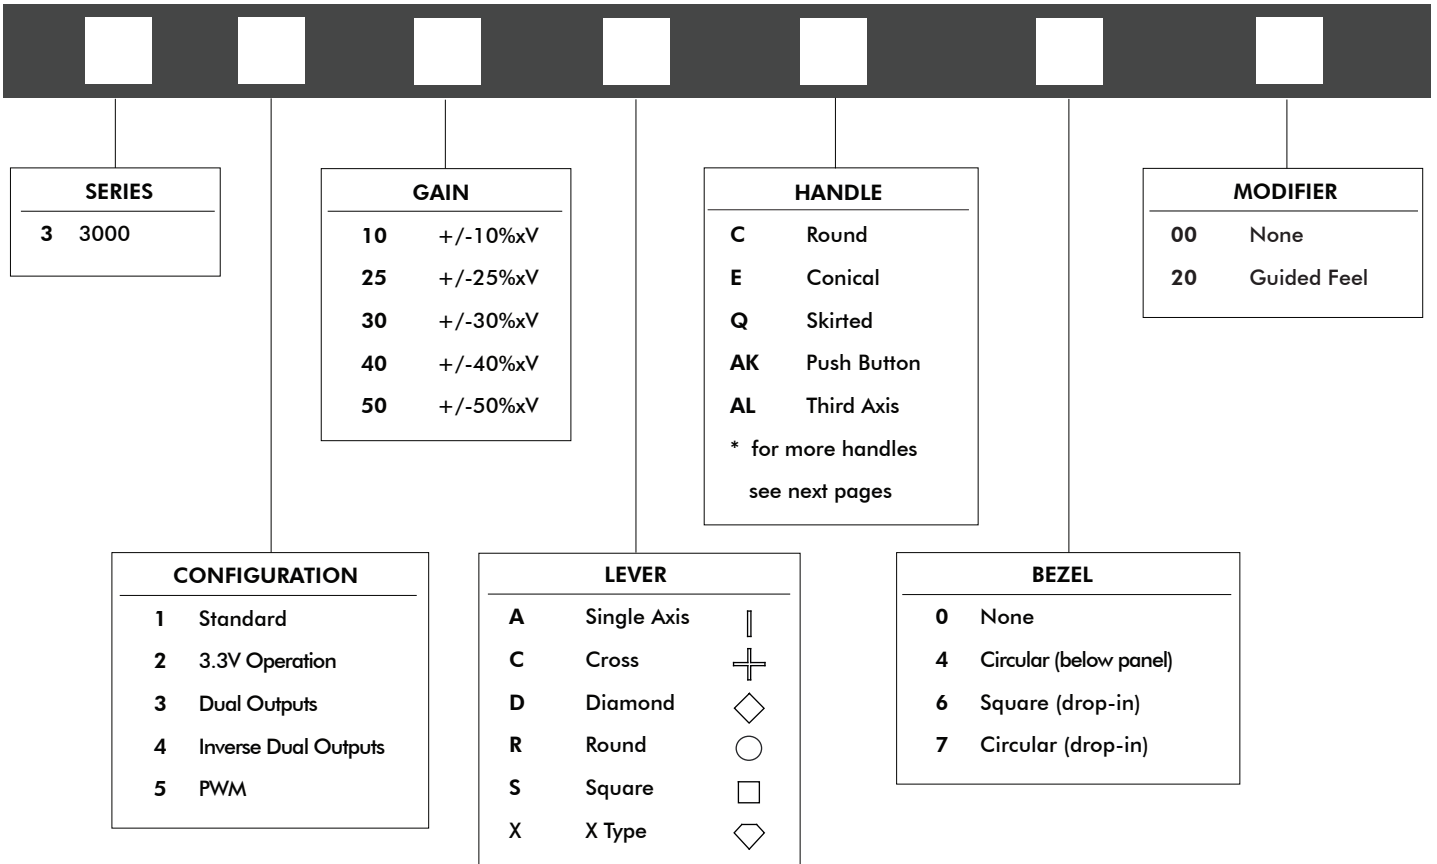 SERIES
3 3000
GAIN
10 +/-10%xV
25 +/-25%xV
30 +/-30%xV
40 +/-40%xV
50 +/-50%xV
HANDLE
C Round
E Conical
Q Skirted
AK Push Button
AL Third Axis
* for more handles
see next pages
MODIFIER
00 None
20 Guided Feel
CONFIGURATION
1 Standard
2 3.3V Operation
3 Dual Outputs
4 Inverse Dual Outputs
5 PWM
LEVER
A Single Axis
C Cross
D Diamond
R Round
S Square
X X Type
BEZEL
0 None
4 Circular (below panel)
6 Square (drop-in)
7 Circular (drop-in)